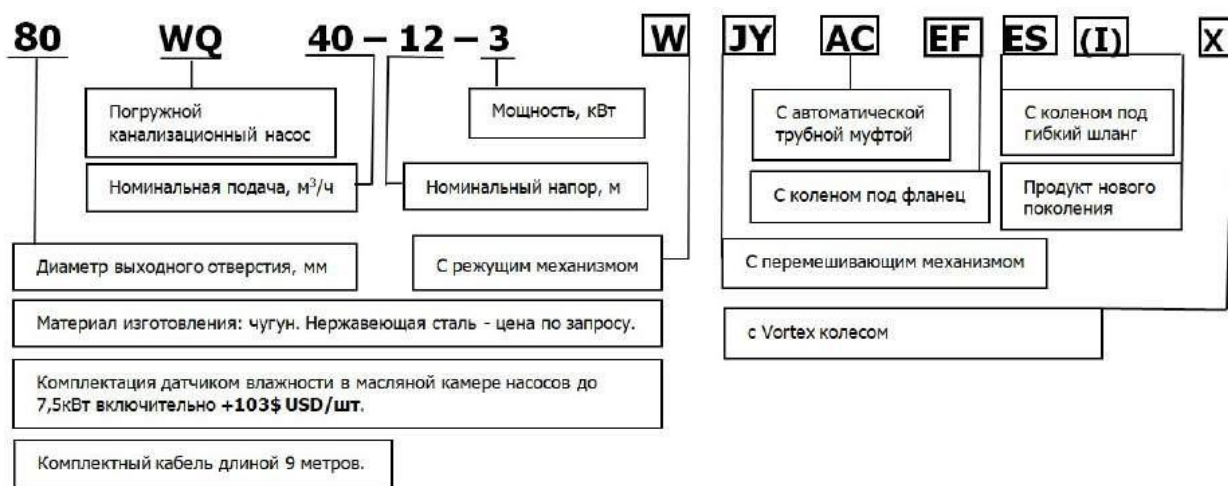 80 WQ 40 – 12 – 3 W JY AC EF ES (I) X
Погружной
канализационный насос
Мощность, кВт
С автоматической
трубной муфтой
С коленом под
гибкий шланг
Номинальная подача, м³/ч
Номинальный напор, м
С коленом под фланец
Продукт нового
поколения
Диаметр выходного отверстия, мм
С режущим механизмом
С перемешивающим механизмом
Материал изготовления: чугун. Нержавеющая сталь - цена по запросу.
с Vortex колесом
Комплектация датчиком влажности в масляной камере насосов до
7,5кВт включительно +103$ USD/шт.
Комплектный кабель длиной 9 метров.